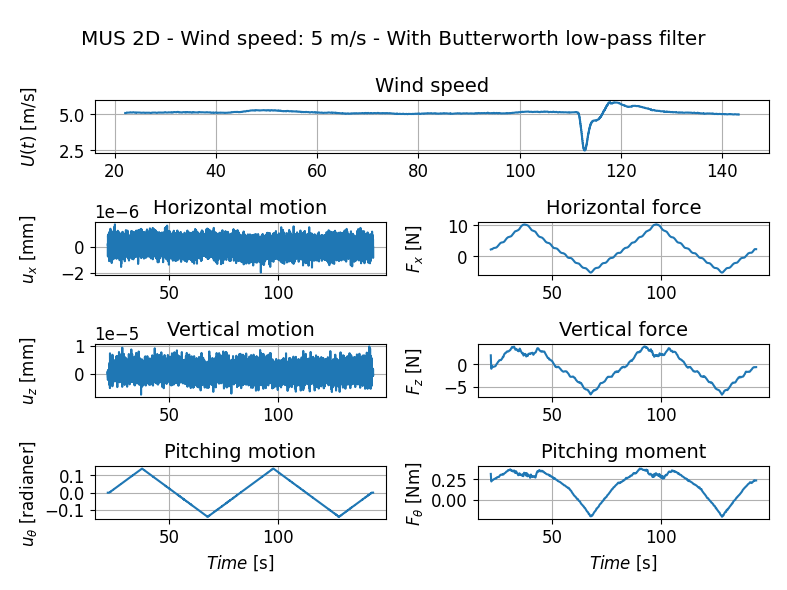 MUS 2D - Wind speed: 5 m/s - With Butterworth low-pass filter
Wind speed
U(t) [m/s]
5.0
2.5
20 40 60 80 100 120 140
1e−6 Horizontal motion
u_x [mm]
0
−2
50 100
Horizontal force
F_x [N]
10
0
50 100
1e−5 Vertical motion
u_z [mm]
1
0
50 100
Vertical force
F_z [N]
0
−5
50 100
Pitching motion
u_θ [radianer]
0.1
0.0
−0.1
50 100
Time [s]
Pitching moment
F_θ [Nm]
0.25
0.00
50 100
Time [s]